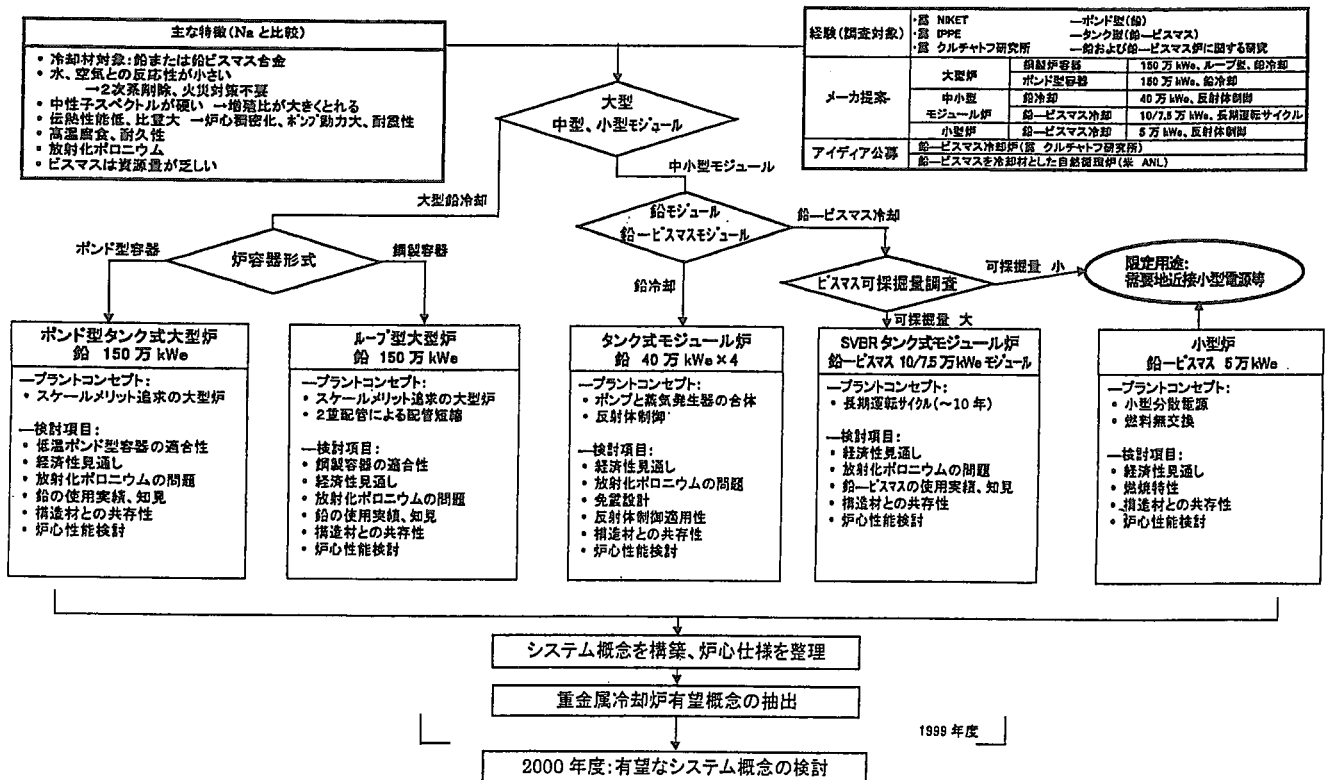 主な特徴(Na と比較)
• 冷却材対象:鉛または鉛ビスマス合金
• 水、空気との反応性が小さい
→2次系削除、火災対策不要
• 中性子スペクトルが硬い →増殖比が大きくとれる
• 伝熱性能低、比重大 →炉心稠密化、ポンプ動力大、耐震性
• 高温腐食、耐久性
• 放射化ポロニウム
• ビスマスは資源量が乏しい
経験(調査対象)
・露 NIKET —ポンド型(鉛)
・露 IPPE —タンク型(鉛−ビスマス)
・露 クルチャトフ研究所 —鉛および鉛−ビスマス炉に関する研究
メーカ提案
大型炉 鋼製炉容器 150 万 kWe、ループ型、鉛冷却
ポンド型容器 150 万 kWe、鉛冷却
中小型 鉛冷却 40 万 kWe、反射体制御
モジュール炉 鉛−ビスマス冷却 10/7.5 万 kWe、長期運転サイクル
小型炉 鉛−ビスマス冷却 5 万 kWe、反射体制御
アイディア公募 鉛−ビスマス冷却炉(露 クルチャトフ研究所)
鉛−ビスマスを冷却材とした自然循環炉(米 ANL)
大型
中型、小型モジュール
大型鉛冷却
中小型モジュール
鉛モジュール
鉛−ビスマスモジュール
鉛−ビスマス冷却
ポンド型容器
炉容器形式
鋼製容器
鉛冷却
ビスマス可採掘量調査
可採掘量 小
限定用途:
需要地近接小型電源等
可採掘量 大
ポンド型タンク式大型炉
鉛 150 万 kWe
—プラントコンセプト:
• スケールメリット追求の大型炉
—検討項目:
• 低温ポンド型容器の適合性
• 経済性見通し
• 放射化ポロニウムの問題
• 鉛の使用実績、知見
• 構造材との共存性
• 炉心性能検討
ループ型大型炉
鉛 150 万 kWe
—プラントコンセプト:
• スケールメリット追求の大型炉
• 2重配管による配管短縮
—検討項目:
• 鋼製容器の適合性
• 経済性見通し
• 放射化ポロニウムの問題
• 鉛の使用実績、知見
• 構造材との共存性
• 炉心性能検討
タンク式モジュール炉
鉛 40 万 kWe×4
—プラントコンセプト:
• ポンプと蒸気発生器の合体
• 反射体制御
—検討項目:
• 経済性見通し
• 放射化ポロニウムの問題
• 免震設計
• 反射体制御適用性
• 構造材との共存性
• 炉心性能検討
SVBR タンク式モジュール炉
鉛−ビスマス 10/7.5 万kWe モジュール
—プラントコンセプト:
• 長期運転サイクル(〜10 年)
—検討項目:
• 経済性見通し
• 放射化ポロニウムの問題
• 鉛−ビスマスの使用実績、知見
• 構造材との共存性
• 炉心性能検討
小型炉
鉛−ビスマス 5万 kWe
—プラントコンセプト:
• 小型分散電源
• 燃料無交換
—検討項目:
• 経済性見通し
• 燃焼特性
• 構造材との共存性
• 炉心性能検討
システム概念を構築、炉心仕様を整理
重金属冷却炉有望概念の抽出
1999 年度
2000 年度:有望なシステム概念の検討